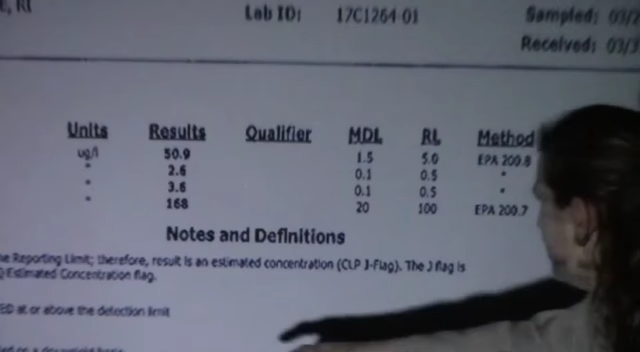 E, RI Lab ID: 17C1264-01 Sampled: 03/
Received: 03/3
Units Results Qualifier MDL RL Method
ug/l 50.9 1.5 5.0 EPA 200.8
" 2.6 0.1 0.5 "
" 3.6 0.1 0.5 "
" 168 20 100 EPA 200.7
Notes and Definitions
he Reporting Limit; therefore, result is an estimated concentration (CLP J-Flag). The J flag is
) Estimated Concentration flag.
ED at or above the detection limit